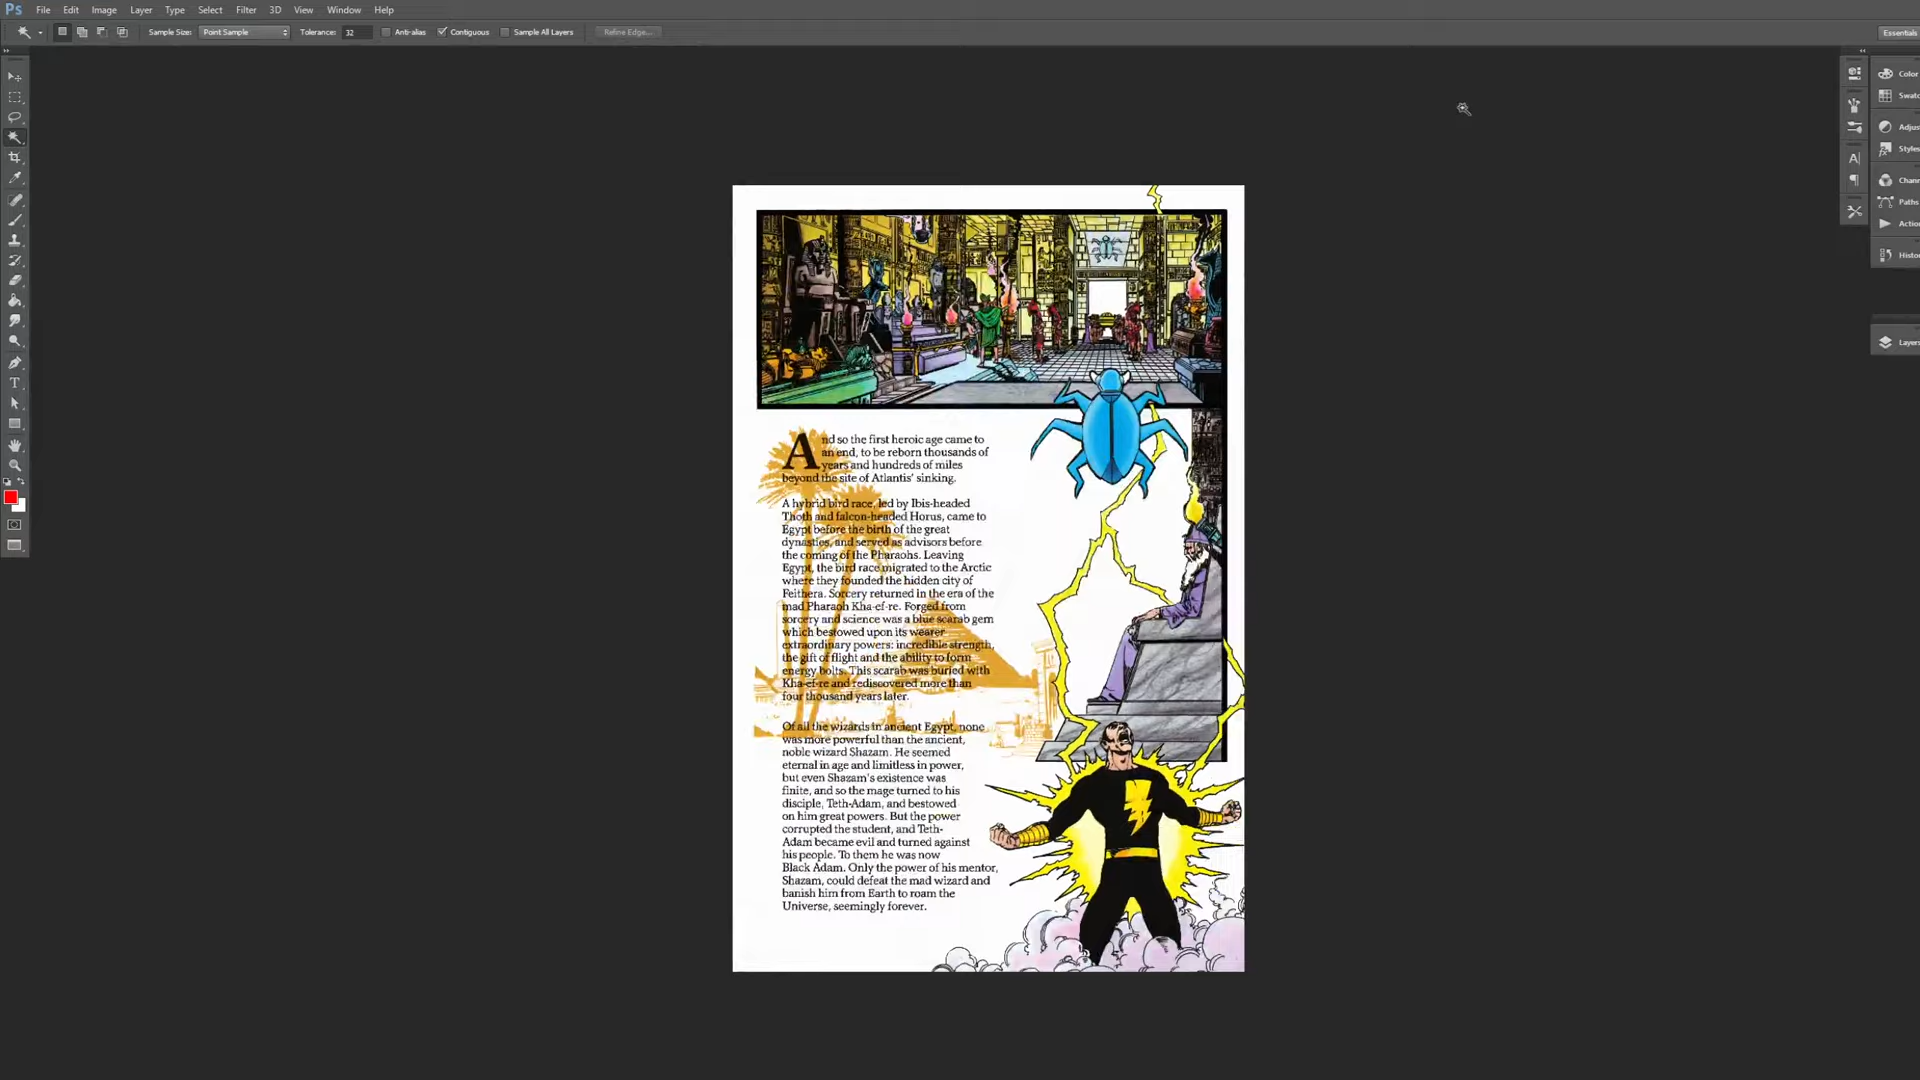 Ps File Edit Image Layer Type Select Filter 3D View Window Help
Sample Size: Point Sample Tolerance: 32 Anti-alias Contiguous Sample All Layers Refine Edge... Essentials
Color
Swatc
Adjus
Styles
Chann
Paths
Action
Histo
Layers
And so the first heroic age came to
an end, to be reborn thousands of
years and hundreds of miles
beyond the site of Atlantis' sinking.
A hybrid bird race, led by Ibis-headed
Thoth and falcon-headed Horus, came to
Egypt before the birth of the great
dynasties, and served as advisors before
the coming of the Pharaohs. Leaving
Egypt, the bird race migrated to the Arctic
where they founded the hidden city of
Feithera. Sorcery returned in the era of the
mad Pharaoh Kha-ef-re. Forged from
sorcery and science was a blue scarab gem
which bestowed upon its wearer
extraordinary powers: incredible strength,
the gift of flight and the ability to form
energy bolts. This scarab was buried with
Kha-ef-re and rediscovered more than
four thousand years later.
Of all the wizards in ancient Egypt, none
was more powerful than the ancient,
noble wizard Shazam. He seemed
eternal in age and limitless in power,
but even Shazam's existence was
finite, and so the mage turned to his
disciple, Teth-Adam, and bestowed
on him great powers. But the power
corrupted the student, and Teth-
Adam became evil and turned against
his people. To them he was now
Black Adam. Only the power of his mentor,
Shazam, could defeat the mad wizard and
banish him from Earth to roam the
Universe, seemingly forever.